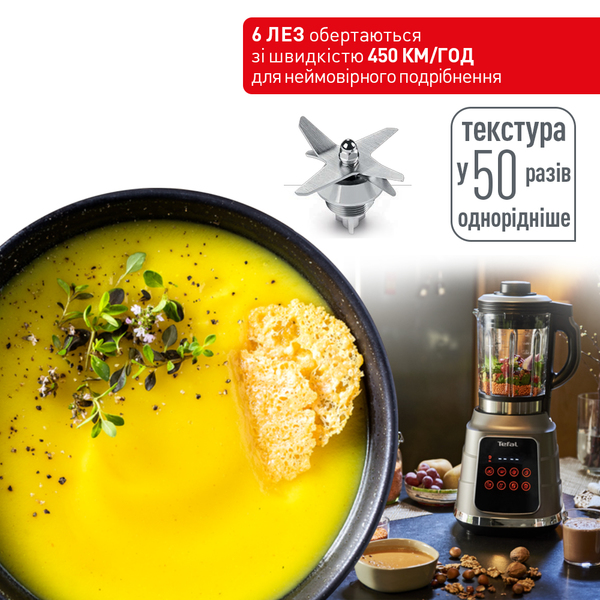 6 ЛЕЗ обертаються
зі швидкістю 450 КМ/ГОД
для неймовірного подрібнення
текстура
у 50 разів
однорідніше
Tefal